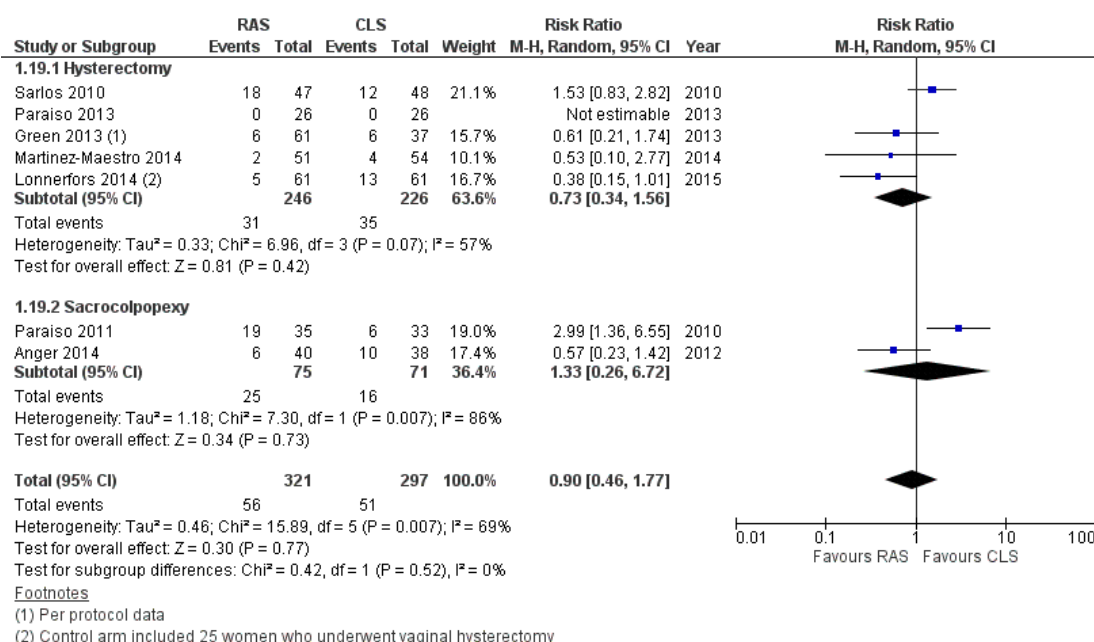 RAS CLS Risk Ratio Risk Ratio
Study or Subgroup Events Total Events Total Weight M-H, Random, 95% CI Year M-H, Random, 95% CI
1.19.1 Hysterectomy
Sarlos 2010 18 47 12 48 21.1% 1.53 [0.83, 2.82] 2010
Paraiso 2013 0 26 0 26 Not estimable 2013
Green 2013 (1) 6 61 6 37 15.7% 0.61 [0.21, 1.74] 2013
Martinez-Maestro 2014 2 51 4 54 10.1% 0.53 [0.10, 2.77] 2014
Lonnerfors 2014 (2) 5 61 13 61 16.7% 0.38 [0.15, 1.01] 2015
Subtotal (95% CI) 246 226 63.6% 0.73 [0.34, 1.56]
Total events 31 35
Heterogeneity: Tau² = 0.33; Chi² = 6.96, df = 3 (P = 0.07); I² = 57%
Test for overall effect: Z = 0.81 (P = 0.42)
1.19.2 Sacrocolpopexy
Paraiso 2011 19 35 6 33 19.0% 2.99 [1.36, 6.55] 2010
Anger 2014 6 40 10 38 17.4% 0.57 [0.23, 1.42] 2012
Subtotal (95% CI) 75 71 36.4% 1.33 [0.26, 6.72]
Total events 25 16
Heterogeneity: Tau² = 1.18; Chi² = 7.30, df = 1 (P = 0.007); I² = 86%
Test for overall effect: Z = 0.34 (P = 0.73)
Total (95% CI) 321 297 100.0% 0.90 [0.46, 1.77]
Total events 56 51
Heterogeneity: Tau² = 0.46; Chi² = 15.89, df = 5 (P = 0.007); I² = 69%
Test for overall effect: Z = 0.30 (P = 0.77)
Test for subgroup differences: Chi² = 0.42, df = 1 (P = 0.52), I² = 0%
0.01 0.1 1 10 100
Favours RAS Favours CLS
Footnotes
(1) Per protocol data
(2) Control arm included 25 women who underwent vaginal hysterectomy